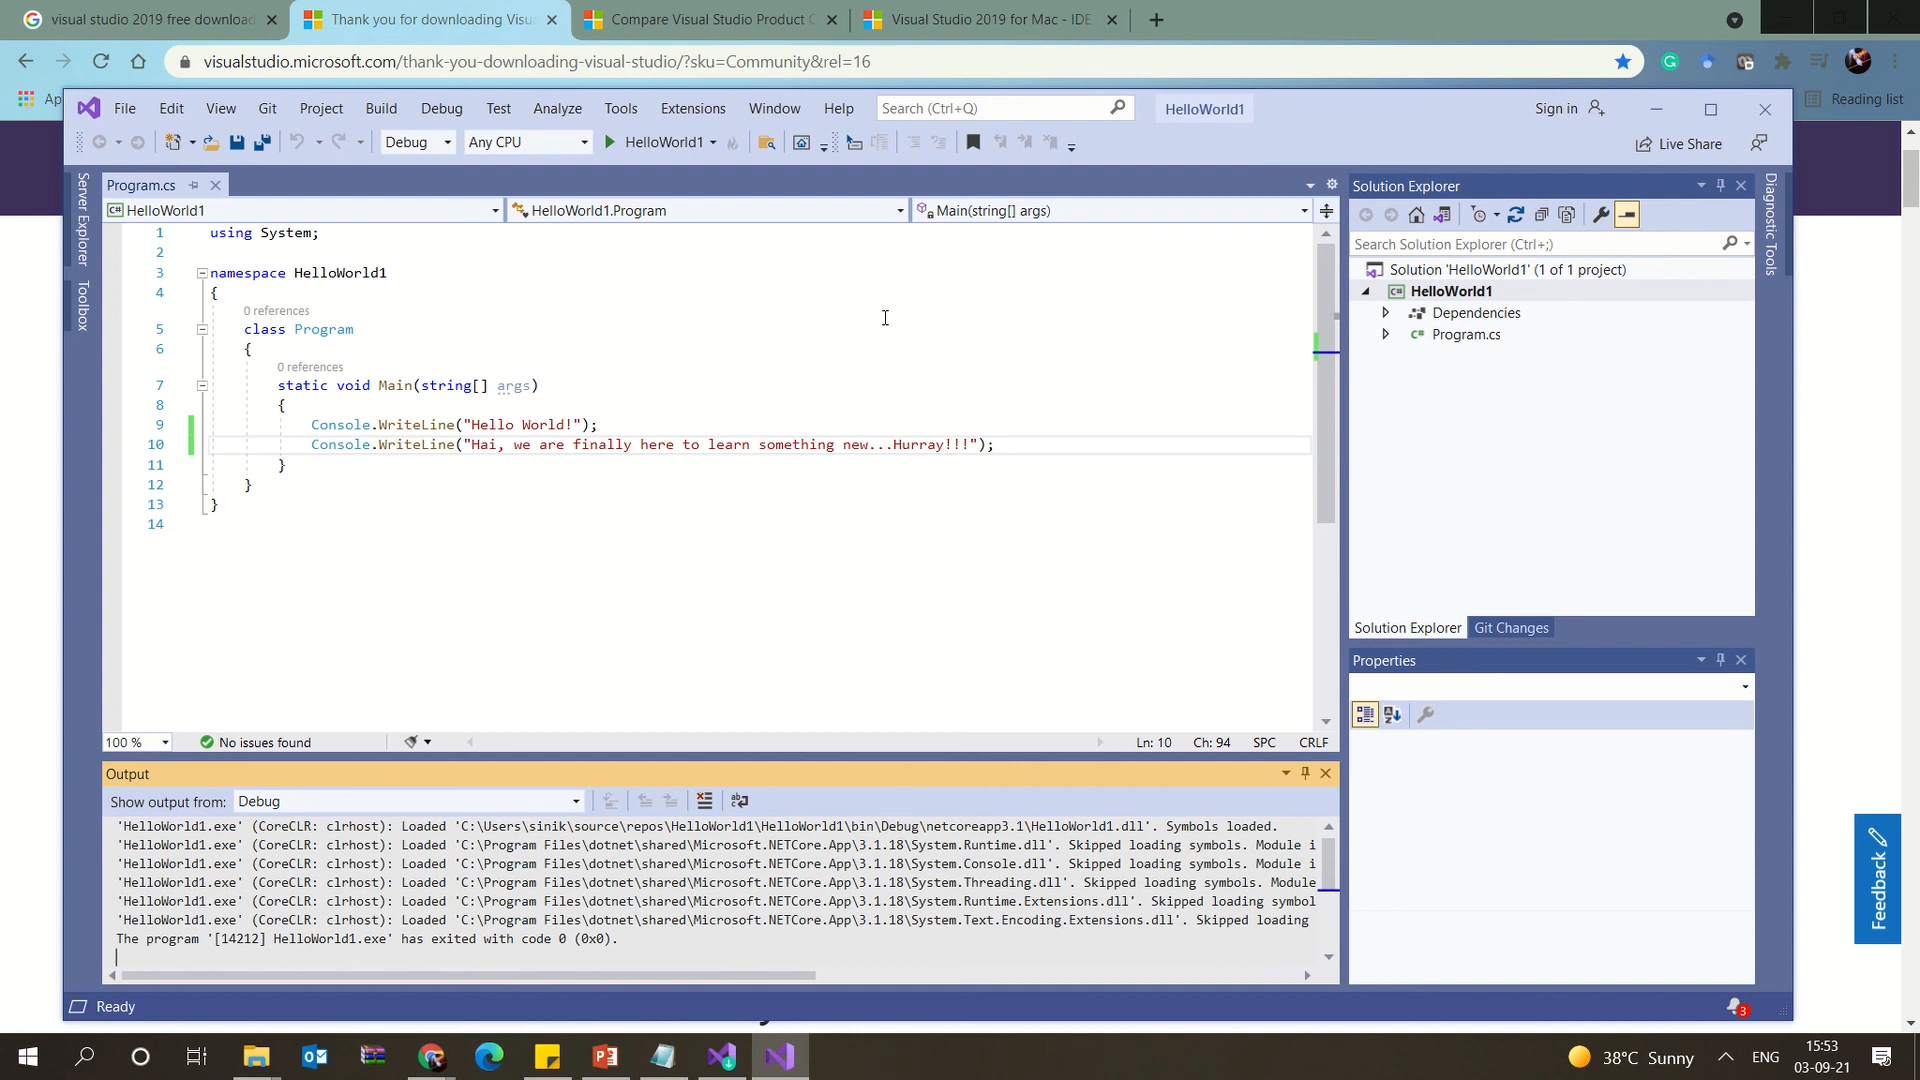 visual studio 2019 free download
Thank you for downloading Visu
Compare Visual Studio Product O
Visual Studio 2019 for Mac - IDE
visualstudio.microsoft.com/thank-you-downloading-visual-studio/?sku=Community&rel=16
Ap
Reading list
File Edit View Git Project Build Debug Test Analyze Tools Extensions Window Help
Search (Ctrl+Q)
HelloWorld1
Sign in
Debug
Any CPU
HelloWorld1
Live Share
Server Explorer
Toolbox
Program.cs
HelloWorld1
HelloWorld1.Program
Main(string[] args)
1 using System;
2
3 namespace HelloWorld1
4 {
0 references
5 class Program
6 {
0 references
7 static void Main(string[] args)
8 {
9 Console.WriteLine("Hello World!");
10 Console.WriteLine("Hai, we are finally here to learn something new...Hurray!!!");
11 }
12 }
13 }
14
100 %
No issues found
Ln: 10 Ch: 94 SPC CRLF
Solution Explorer
Search Solution Explorer (Ctrl+;)
Solution 'HelloWorld1' (1 of 1 project)
HelloWorld1
Dependencies
Program.cs
Solution Explorer
Git Changes
Properties
Diagnostic Tools
Output
Show output from: Debug
'HelloWorld1.exe' (CoreCLR: clrhost): Loaded 'C:\Users\sinik\source\repos\HelloWorld1\HelloWorld1\bin\Debug\netcoreapp3.1\HelloWorld1.dll'. Symbols loaded.
'HelloWorld1.exe' (CoreCLR: clrhost): Loaded 'C:\Program Files\dotnet\shared\Microsoft.NETCore.App\3.1.18\System.Runtime.dll'. Skipped loading symbols. Module i
'HelloWorld1.exe' (CoreCLR: clrhost): Loaded 'C:\Program Files\dotnet\shared\Microsoft.NETCore.App\3.1.18\System.Console.dll'. Skipped loading symbols. Module i
'HelloWorld1.exe' (CoreCLR: clrhost): Loaded 'C:\Program Files\dotnet\shared\Microsoft.NETCore.App\3.1.18\System.Threading.dll'. Skipped loading symbols. Module
'HelloWorld1.exe' (CoreCLR: clrhost): Loaded 'C:\Program Files\dotnet\shared\Microsoft.NETCore.App\3.1.18\System.Runtime.Extensions.dll'. Skipped loading symbol
'HelloWorld1.exe' (CoreCLR: clrhost): Loaded 'C:\Program Files\dotnet\shared\Microsoft.NETCore.App\3.1.18\System.Text.Encoding.Extensions.dll'. Skipped loading
The program '[14212] HelloWorld1.exe' has exited with code 0 (0x0).
Feedback
Ready
3
38°C Sunny
ENG
15:53
03-09-21